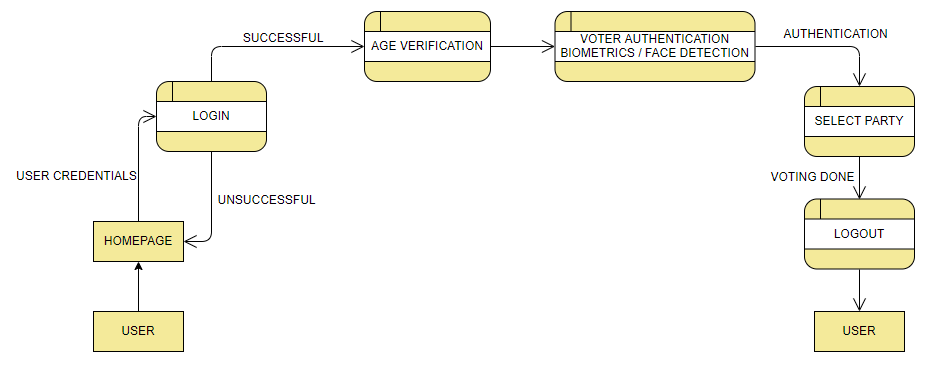 SUCCESSFUL
AGE VERIFICATION
VOTER AUTHENTICATION
BIOMETRICS / FACE DETECTION
AUTHENTICATION
LOGIN
SELECT PARTY
USER CREDENTIALS
UNSUCCESSFUL
VOTING DONE
HOMEPAGE
LOGOUT
USER
USER